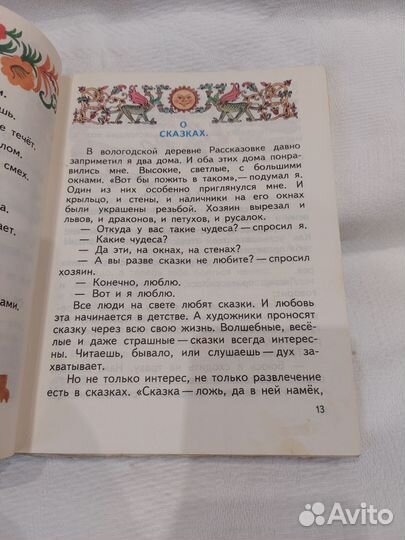 м.
ешь.
е течёт.
лом.
смех.
а.
ает.
ами.
О
СКАЗКАХ.
В вологодской деревне Рассказовке давно
заприметил я два дома. И оба этих дома понра-
вились мне. Высокие, светлые, с большими
окнами. «Вот бы пожить в таком»—подумал я.
Один из них особенно приглянулся мне. И
крыльцо, и стены, и наличники на его окнах
были украшены резьбой. Хозяин вырезал и
львов, и драконов, и петухов, и русалок.
— Откуда у вас такие чудеса?—спросил я.
— Какие чудеса?
— Да эти, на окнах, на стенах?
— А вы разве сказки не любите?—спросил
хозяин.
— Конечно, люблю.
— Вот и я люблю.
Все люди на свете любят сказки. И любовь
эта начинается в детстве. А художники проносят
сказку через всю свою жизнь. Волшебные, весё-
лые и даже страшные—сказки всегда интерес-
ны. Читаешь, бывало, или слушаешь—дух за-
хватывает.
Но не только интерес, не только развлечение
есть в сказках. «Сказка—ложь, да в ней намёк,
13
Avito